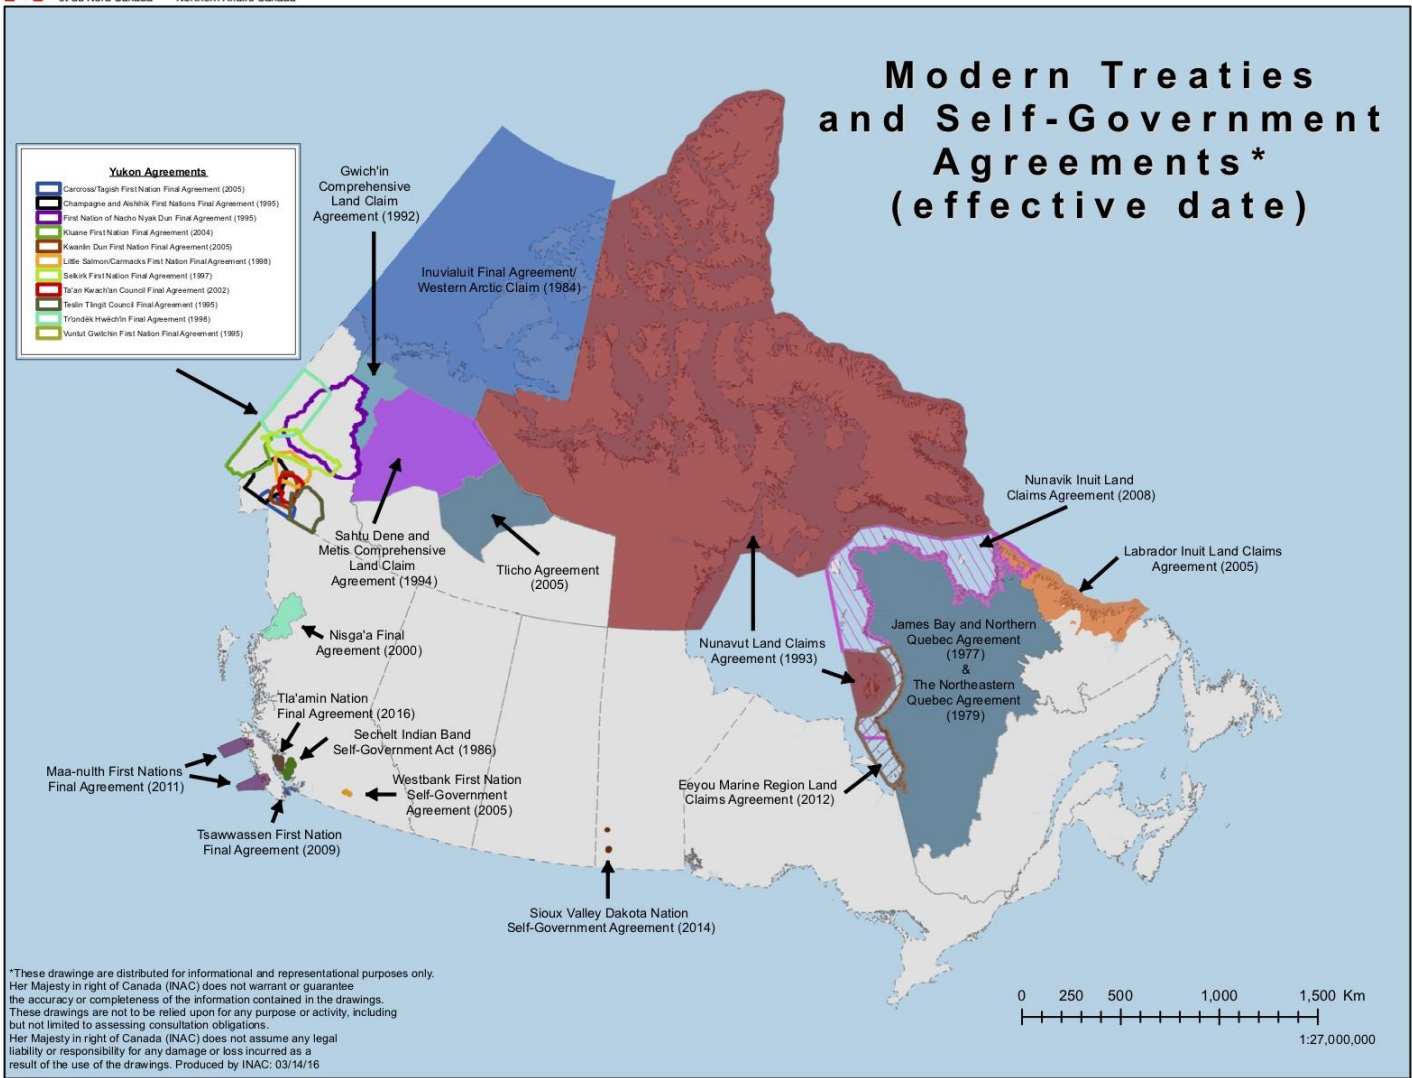 et du Nord Canada    Northern Affairs Canada
Modern Treaties
and Self-Government
Agreements*
(effective date)
Yukon Agreements
Carcross/Tagish First Nation Final Agreement (2005)
Champagne and Aishihik First Nations Final Agreement (1995)
First Nation of Nacho Nyak Dun Final Agreement (1995)
Kluane First Nation Final Agreement (2004)
Kwanlin Dun First Nation Final Agreement (2005)
Little Salmon/Carmacks First Nation Final Agreement (1998)
Selkirk First Nation Final Agreement (1997)
Ta'an Kwach'an Council Final Agreement (2002)
Teslin Tlingit Council Final Agreement (1995)
Tr'ondëk Hwëch'in Final Agreement (1998)
Vuntut Gwitchin First Nation Final Agreement (1995)
Gwich'in
Comprehensive
Land Claim
Agreement (1992)
Inuvialuit Final Agreement/
Western Arctic Claim (1984)
Nunavik Inuit Land
Claims Agreement (2008)
Labrador Inuit Land Claims
Agreement (2005)
Sahtu Dene and
Metis Comprehensive
Land Claim
Agreement (1994)
Tlicho Agreement
(2005)
Nisga'a Final
Agreement (2000)
Nunavut Land Claims
Agreement (1993)
James Bay and Northern
Quebec Agreement
(1977)
&
The Northeastern
Quebec Agreement
(1979)
Tla'amin Nation
Final Agreement (2016)
Sechelt Indian Band
Self-Government Act (1986)
Maa-nulth First Nations
Final Agreement (2011)
Westbank First Nation
Self-Government
Agreement (2005)
Eeyou Marine Region Land
Claims Agreement (2012)
Tsawwassen First Nation
Final Agreement (2009)
Sioux Valley Dakota Nation
Self-Government Agreement (2014)
*These drawinge are distributed for informational and representational purposes only.
Her Majesty in right of Canada (INAC) does not warrant or guarantee
the accuracy or completeness of the information contained in the drawings.
These drawings are not to be relied upon for any purpose or activity, including
but not limited to assessing consultation obligations.
Her Majesty in right of Canada (INAC) does not assume any legal
liability or responsibility for any damage or loss incurred as a
result of the use of the drawings. Produced by INAC: 03/14/16
0 250 500 1,000 1,500 Km
1:27,000,000